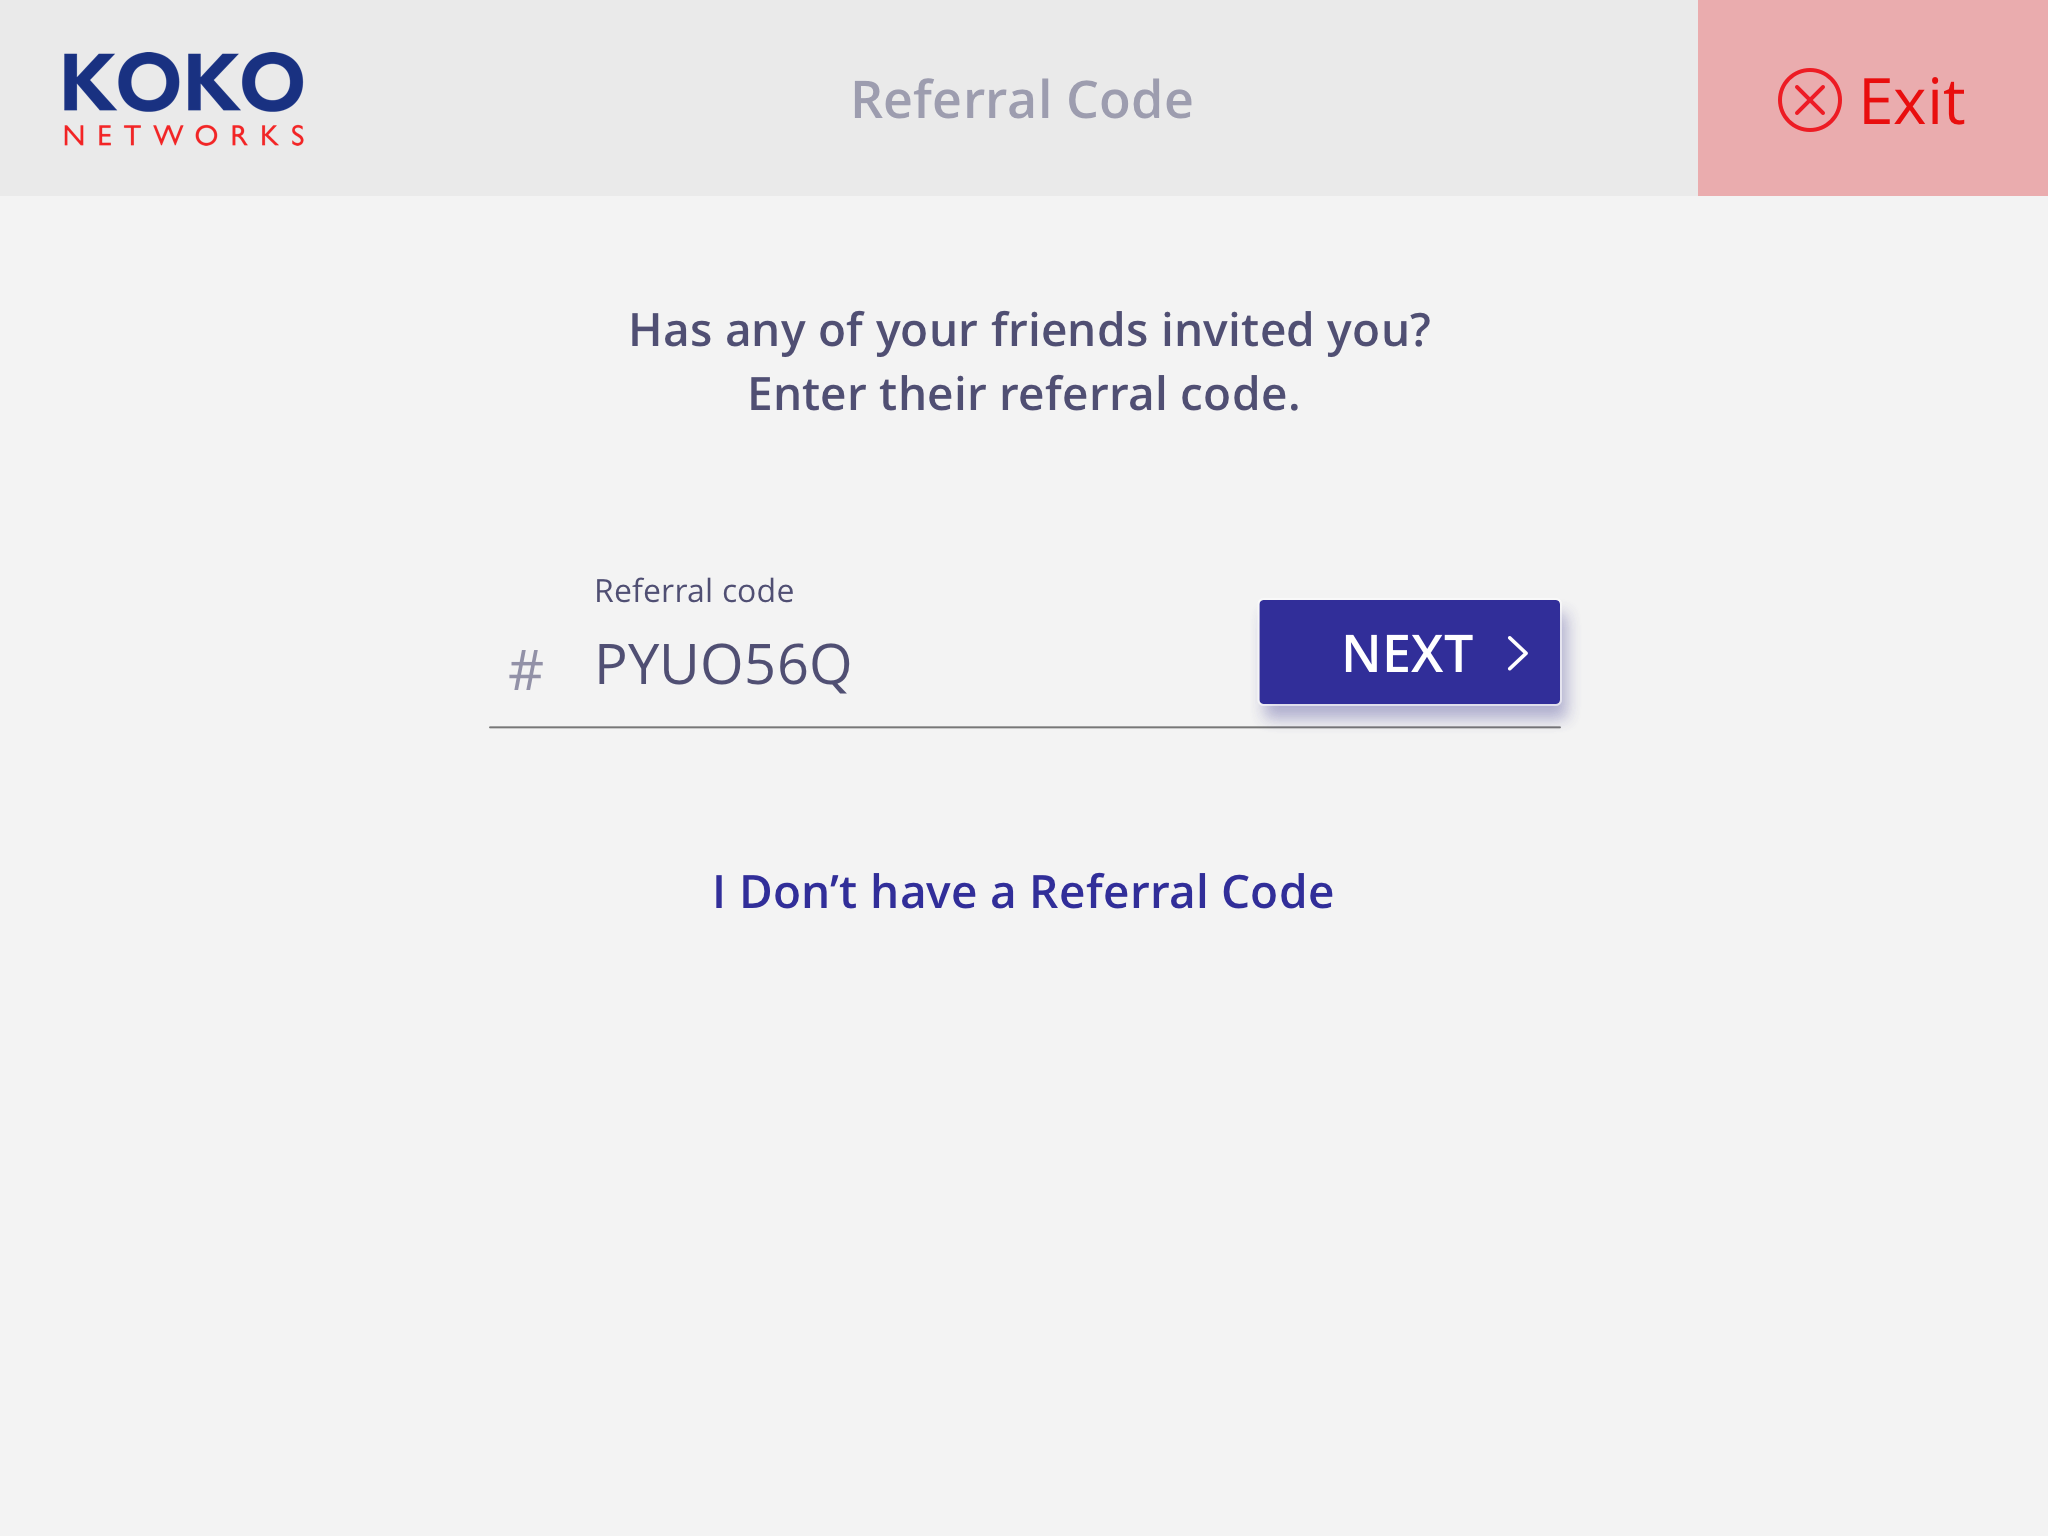 KOKO
NETWORKS
Referral Code
Exit
Has any of your friends invited you?
Enter their referral code.
Referral code
# PYUO56Q
NEXT
I Don’t have a Referral Code